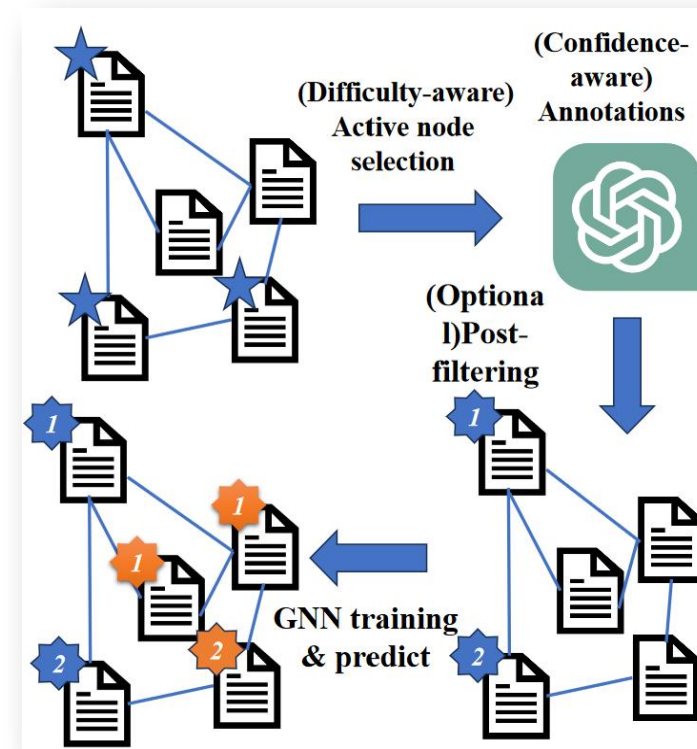 (Difficulty-aware)
Active node
selection
(Confidence-
aware)
Annotations
(Optiona
l)Post-
filtering
1
2
GNN training
& predict
1
1
1
2
2